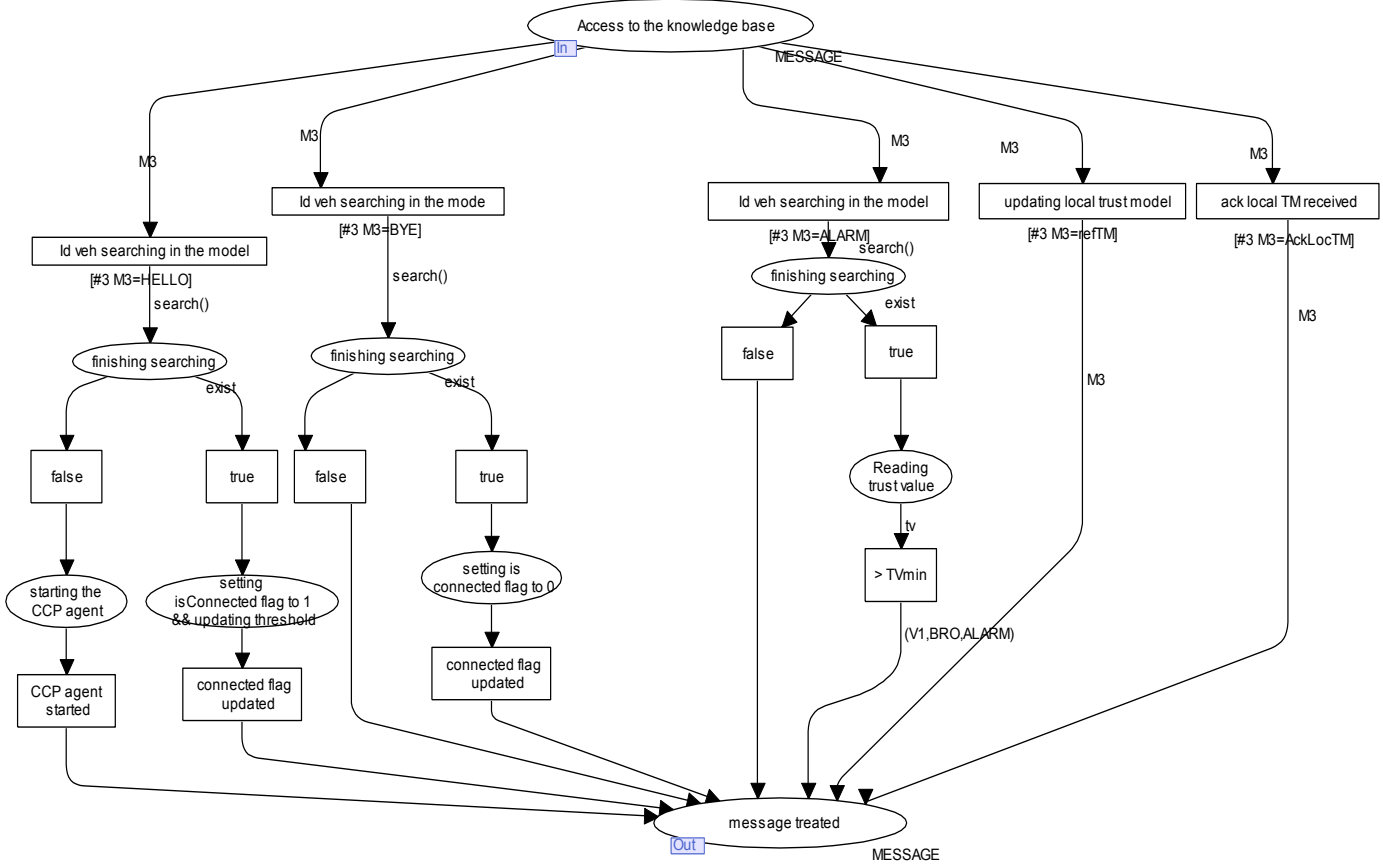 Access to the knowledge base
In
MESSAGE
M3
M3
M3
M3
M3
Id veh searching in the mode
Id veh searching in the model
updating local trust model
ack local TM received
[#3 M3=BYE]
[#3 M3=ALARM]
[#3 M3=refTM]
[#3 M3=AckLocTM]
Id veh searching in the model
[#3 M3=HELLO]
search()
search()
search()
finishing searching
exist
M3
false
true
finishing searching
finishing searching
exist
exist
M3
false
true
false
true
Reading
trust value
tv
> TVmin
starting the
CCP agent
setting
isConnected flag to 1
&& updating threshold
setting is
connected flag to 0
(V1,BRO,ALARM)
CCP agent
started
connected flag
updated
connected flag
updated
message treated
Out
MESSAGE